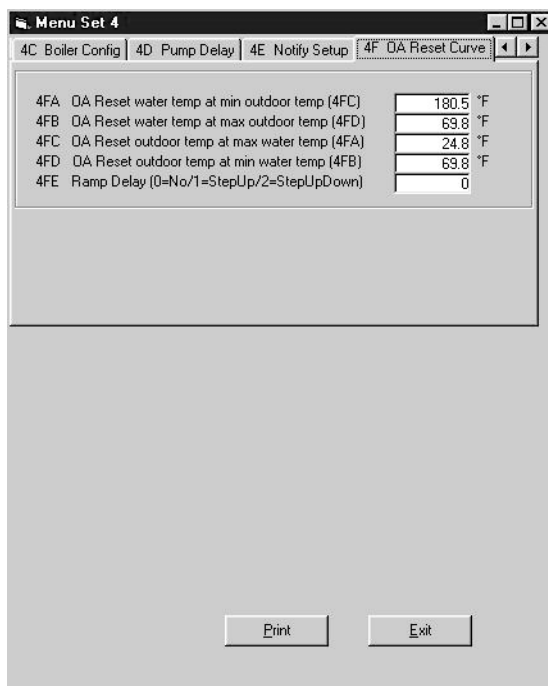 Menu Set 4
4C Boiler Config 4D Pump Delay 4E Notify Setup 4F OA Reset Curve
4FA OA Reset water temp at min outdoor temp (4FC) 180.5 °F
4FB OA Reset water temp at max outdoor temp (4FD) 69.8 °F
4FC OA Reset outdoor temp at max water temp (4FA) 24.8 °F
4FD OA Reset outdoor temp at min water temp (4FB) 69.8 °F
4FE Ramp Delay (0=No/1=StepUp/2=StepUpDown) 0
Print Exit